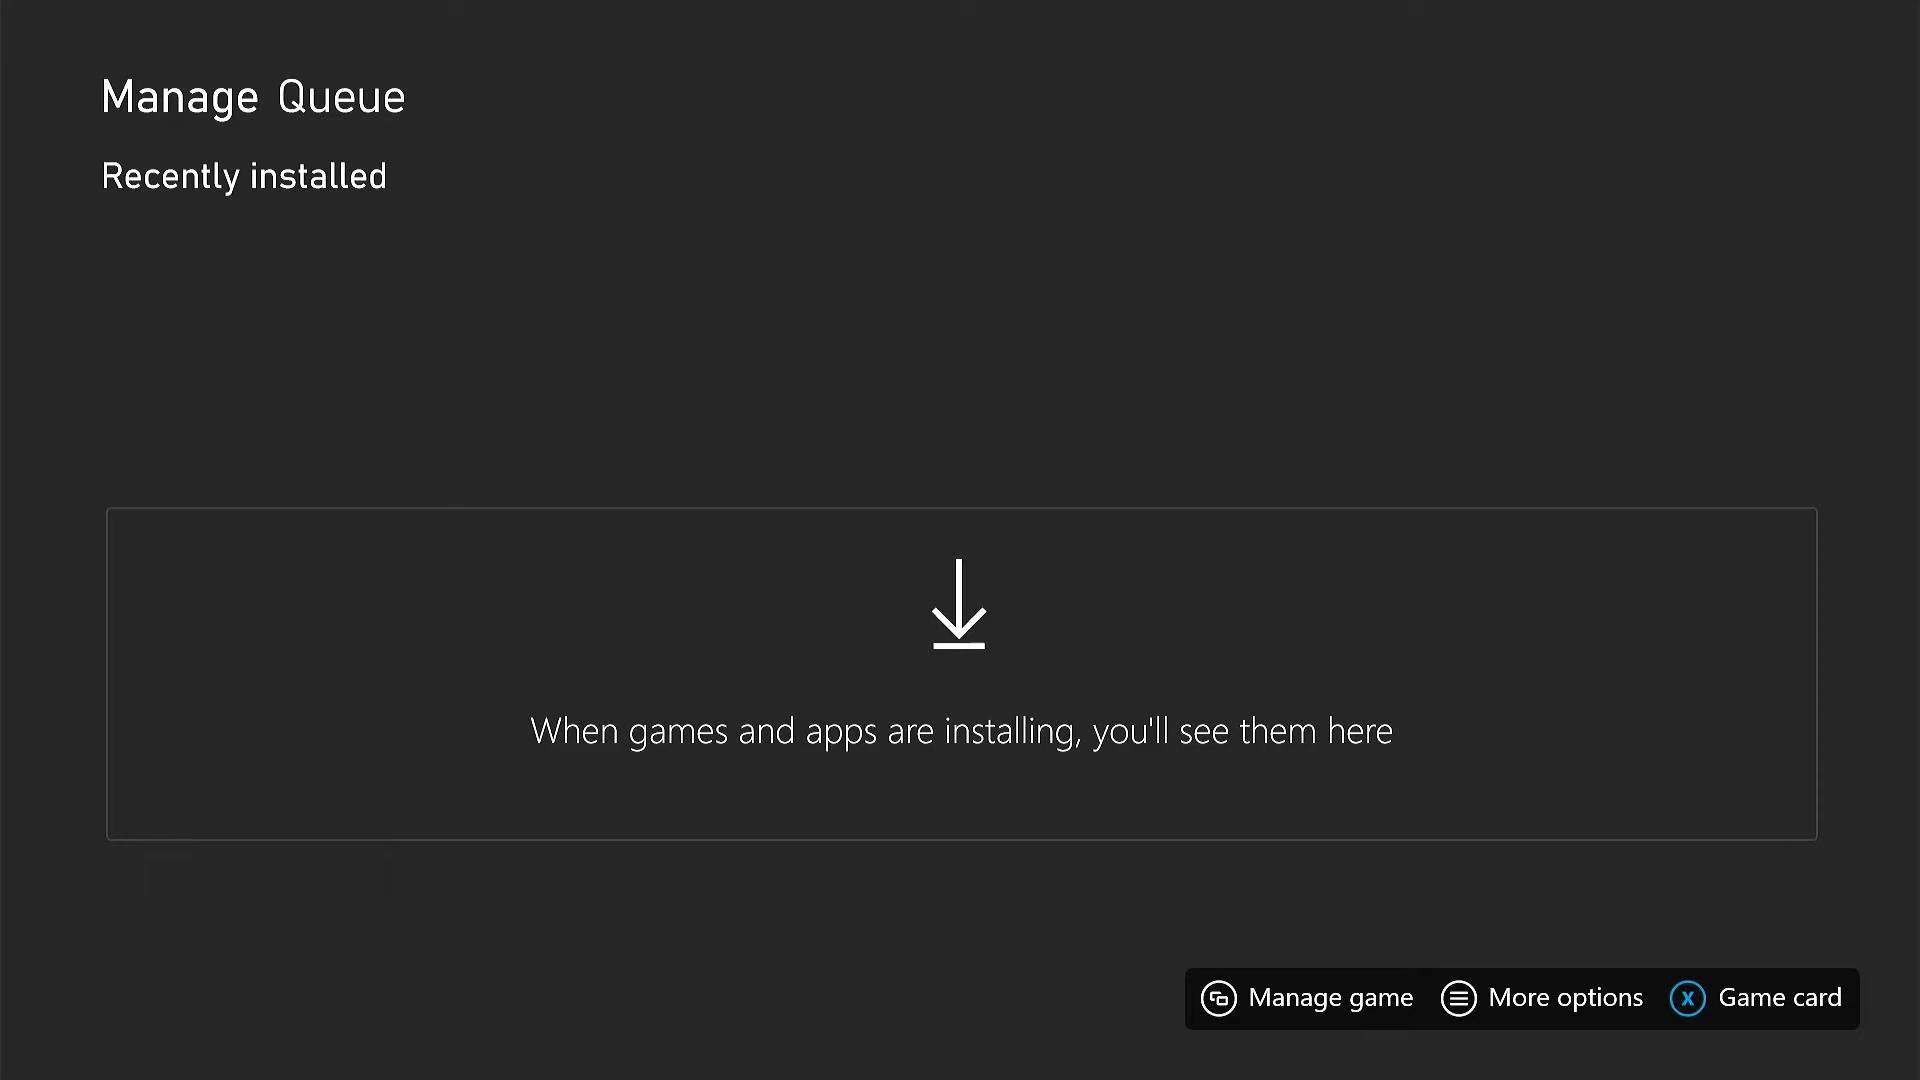 Manage Queue
Recently installed
When games and apps are installing, you'll see them here
Manage game More options X Game card